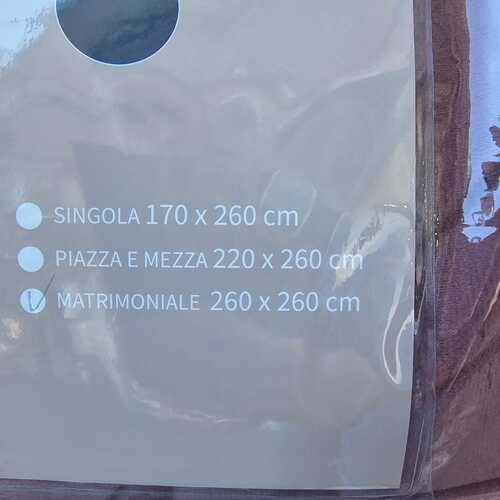 SINGOLA 170 x 260 cm
PIAZZA E MEZZA 220 x 260 cm
MATRIMONIALE 260 x 260 cm